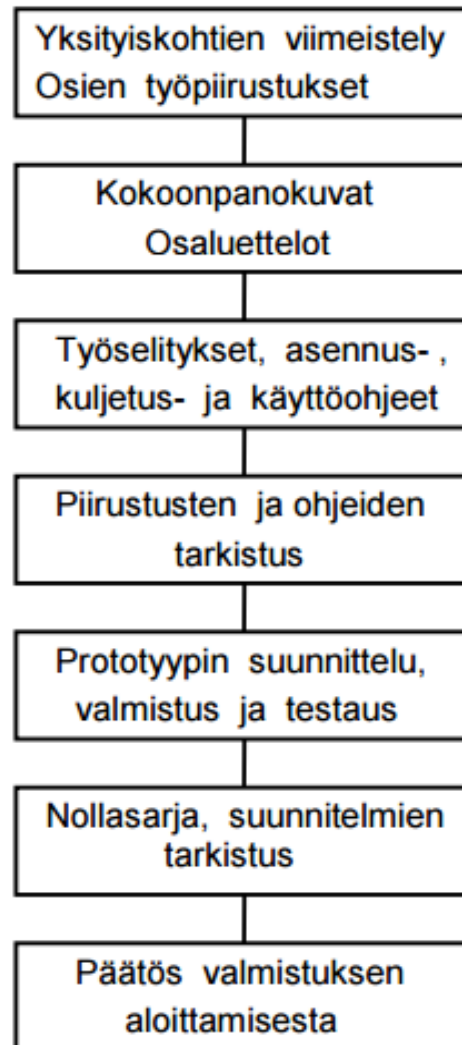 Yksityiskohtien viimeistely
Osien työpiirustukset
Kokoonpanokuvat
Osaluettelot
Työselitykset, asennus- ,
kuljetus- ja käyttöohjeet
Piirustusten ja ohjeiden
tarkistus
Prototyypin suunnittelu,
valmistus ja testaus
Nollasarja, suunnitelmien
tarkistus
Päätös valmistuksen
aloittamisesta